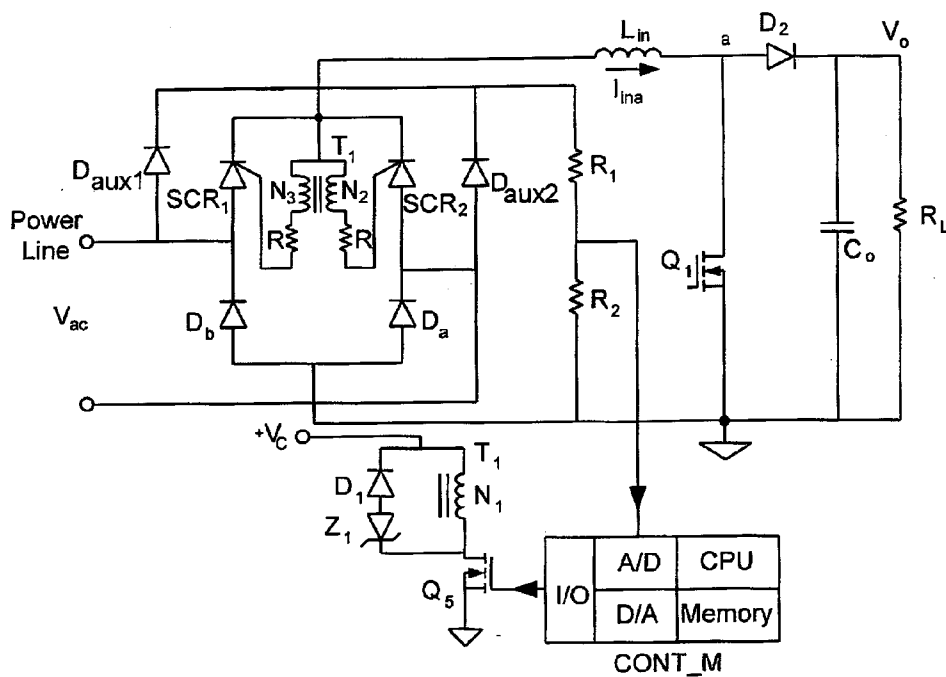 L_in
a
D_2
V_o
I_ina
T_1
D_aux1
SCR_1
N_3
N_2
SCR_2
D_aux2
R_1
Power
Line
R
R
R_L
Q_1
C_o
V_ac
D_b
D_a
R_2
+V_C
T_1
D_1
N_1
Z_1
A/D
CPU
I/O
Q_5
D/A
Memory
CONT_M